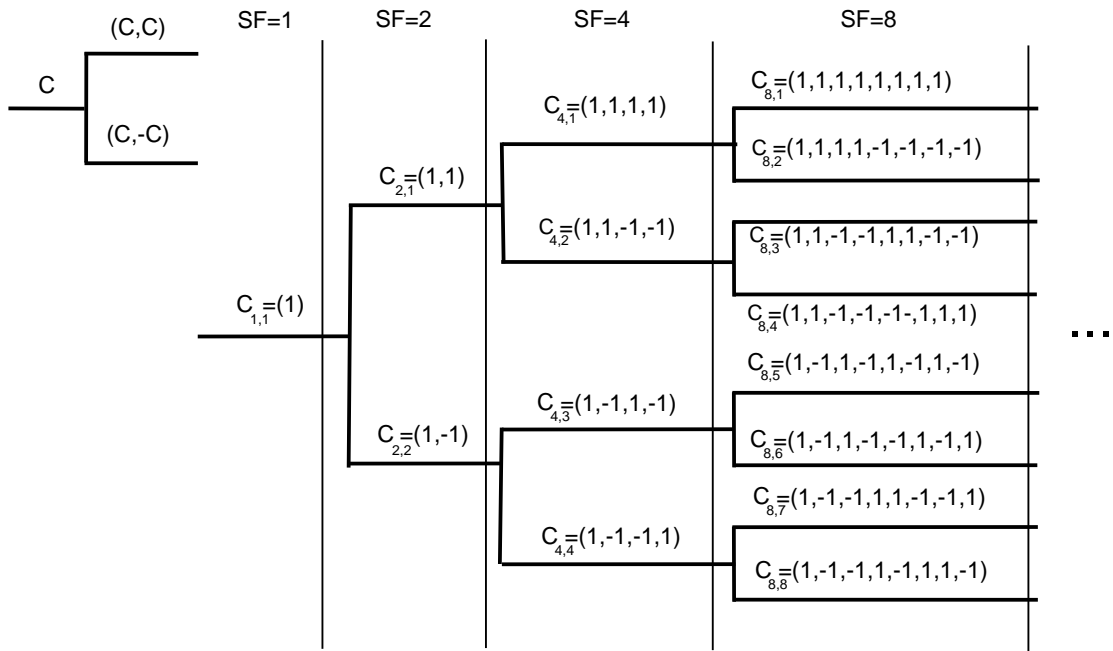 (C,C)
C
(C,-C)
SF=1
SF=2
SF=4
SF=8
C1,1=(1)
C2,1=(1,1)
C2,2=(1,-1)
C4,1=(1,1,1,1)
C4,2=(1,1,-1,-1)
C4,3=(1,-1,1,-1)
C4,4=(1,-1,-1,1)
C8,1=(1,1,1,1,1,1,1,1)
C8,2=(1,1,1,1,-1,-1,-1,-1)
C8,3=(1,1,-1,-1,1,1,-1,-1)
C8,4=(1,1,-1,-1,-1-,1,1,1)
C8,5=(1,-1,1,-1,1,-1,1,-1)
C8,6=(1,-1,1,-1,-1,1,-1,1)
C8,7=(1,-1,-1,1,1,-1,-1,1)
C8,8=(1,-1,-1,1,-1,1,1,-1)
...